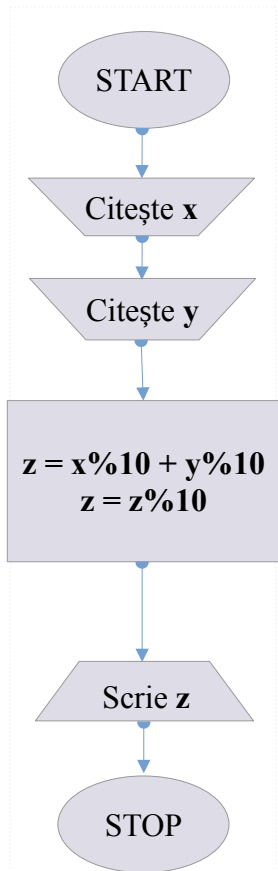 START
Citește x
Citește y
z = x%10 + y%10
z = z%10
Scrie z
STOP